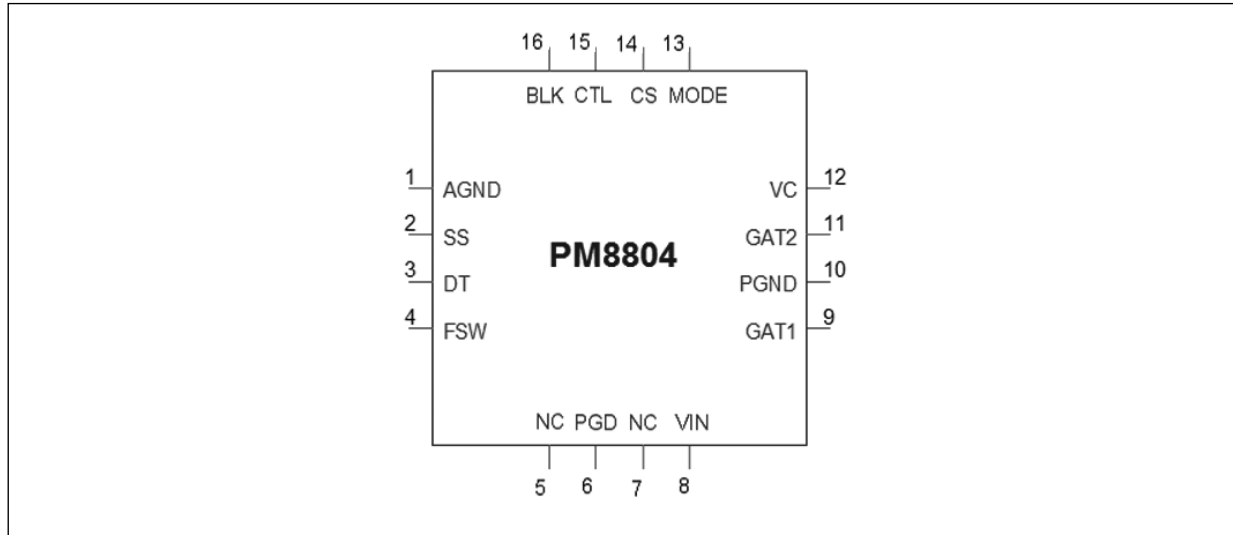 16 15 14 13
BLK CTL CS MODE
1 AGND VC 12
2 SS GAT2 11
PM8804
3 DT PGND 10
4 FSW GAT1 9
NC PGD NC VIN
5 6 7 8